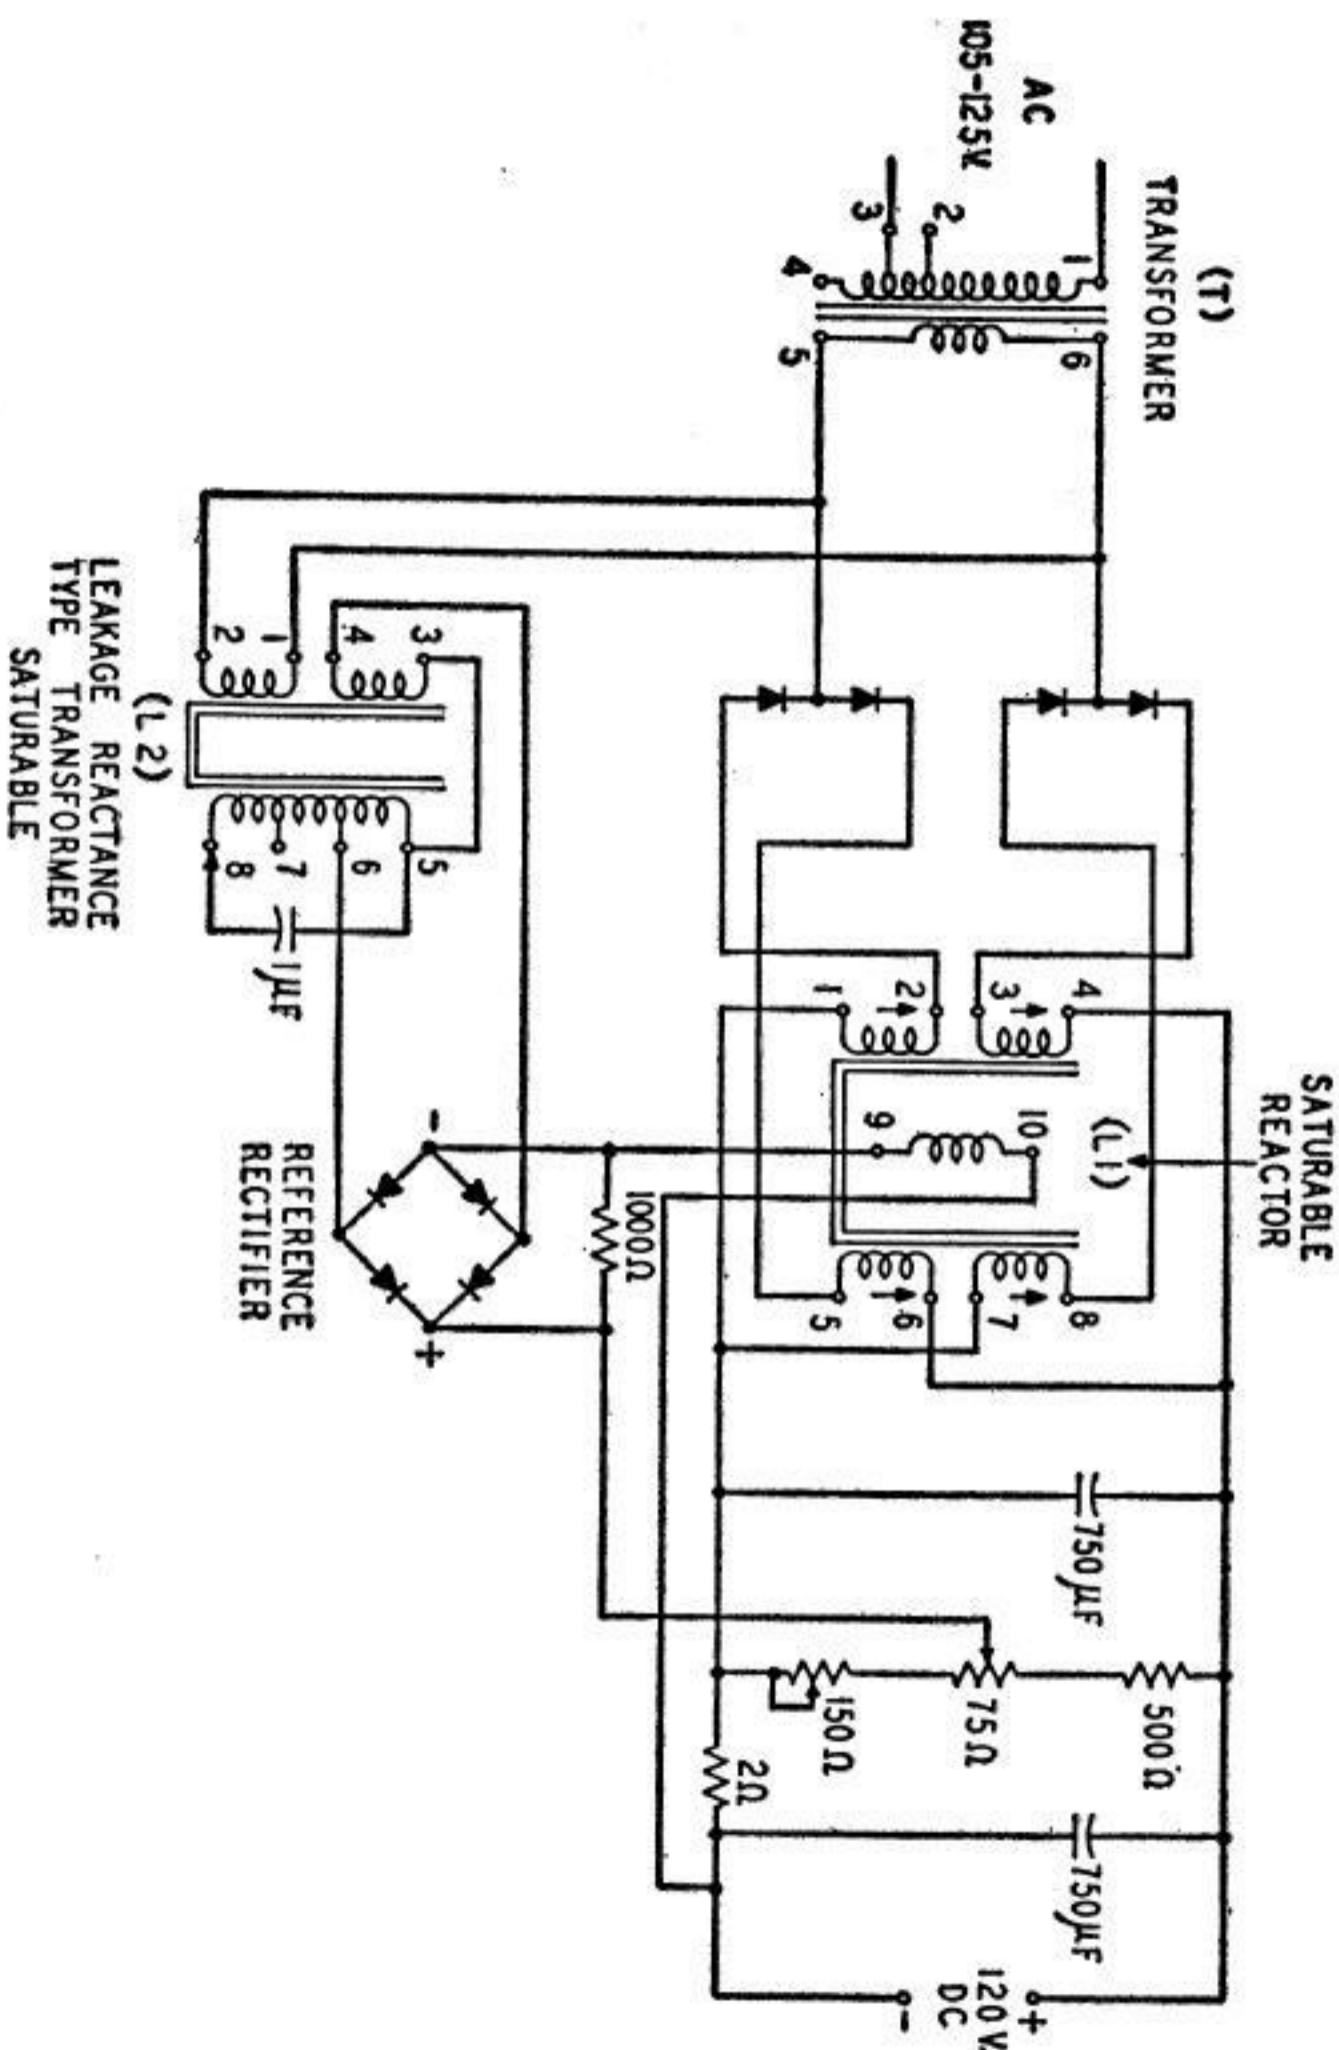 (T)
TRANSFORMER
AC
105-125V.
1
2
3
4
5
6
SATURABLE
REACTOR
(L1)
1
2
3
4
5
6
7
8
9
10
750µF
500Ω
75Ω
150Ω
2Ω
750µF
+
120 V.
DC
-
1000Ω
-
+
REFERENCE
RECTIFIER
1
2
3
4
5
6
7
8
1µF
(L2)
LEAKAGE REACTANCE
TYPE TRANSFORMER
SATURABLE